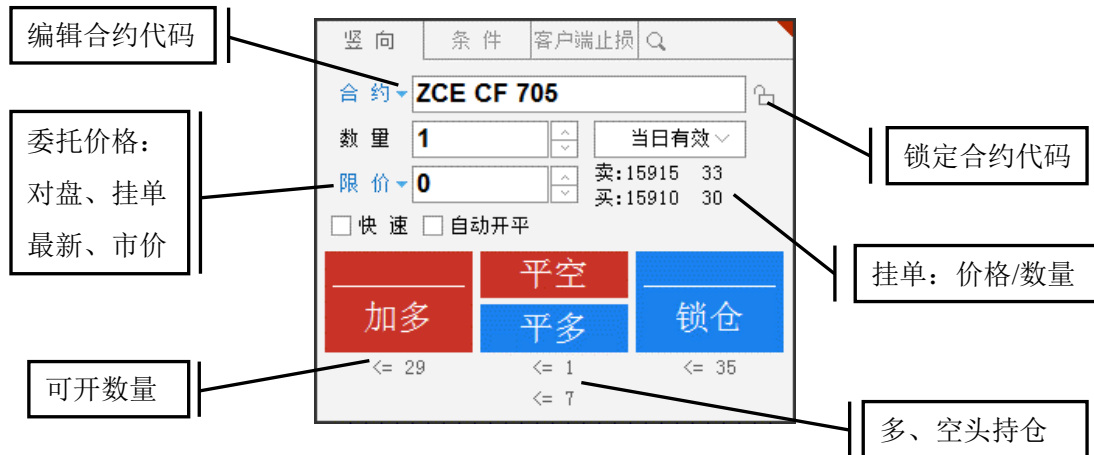 编辑合约代码
委托价格：
对盘、挂单
最新、市价
可开数量
竖 向
条 件
客户端止损
合 约
ZCE CF 705
数 量
1
当日有效
限 价
0
卖:15915 33
买:15910 30
快 速
自动开平
加多
平空
平多
锁仓
<= 29
<= 1
<= 35
<= 7
锁定合约代码
挂单：价格/数量
多、空头持仓